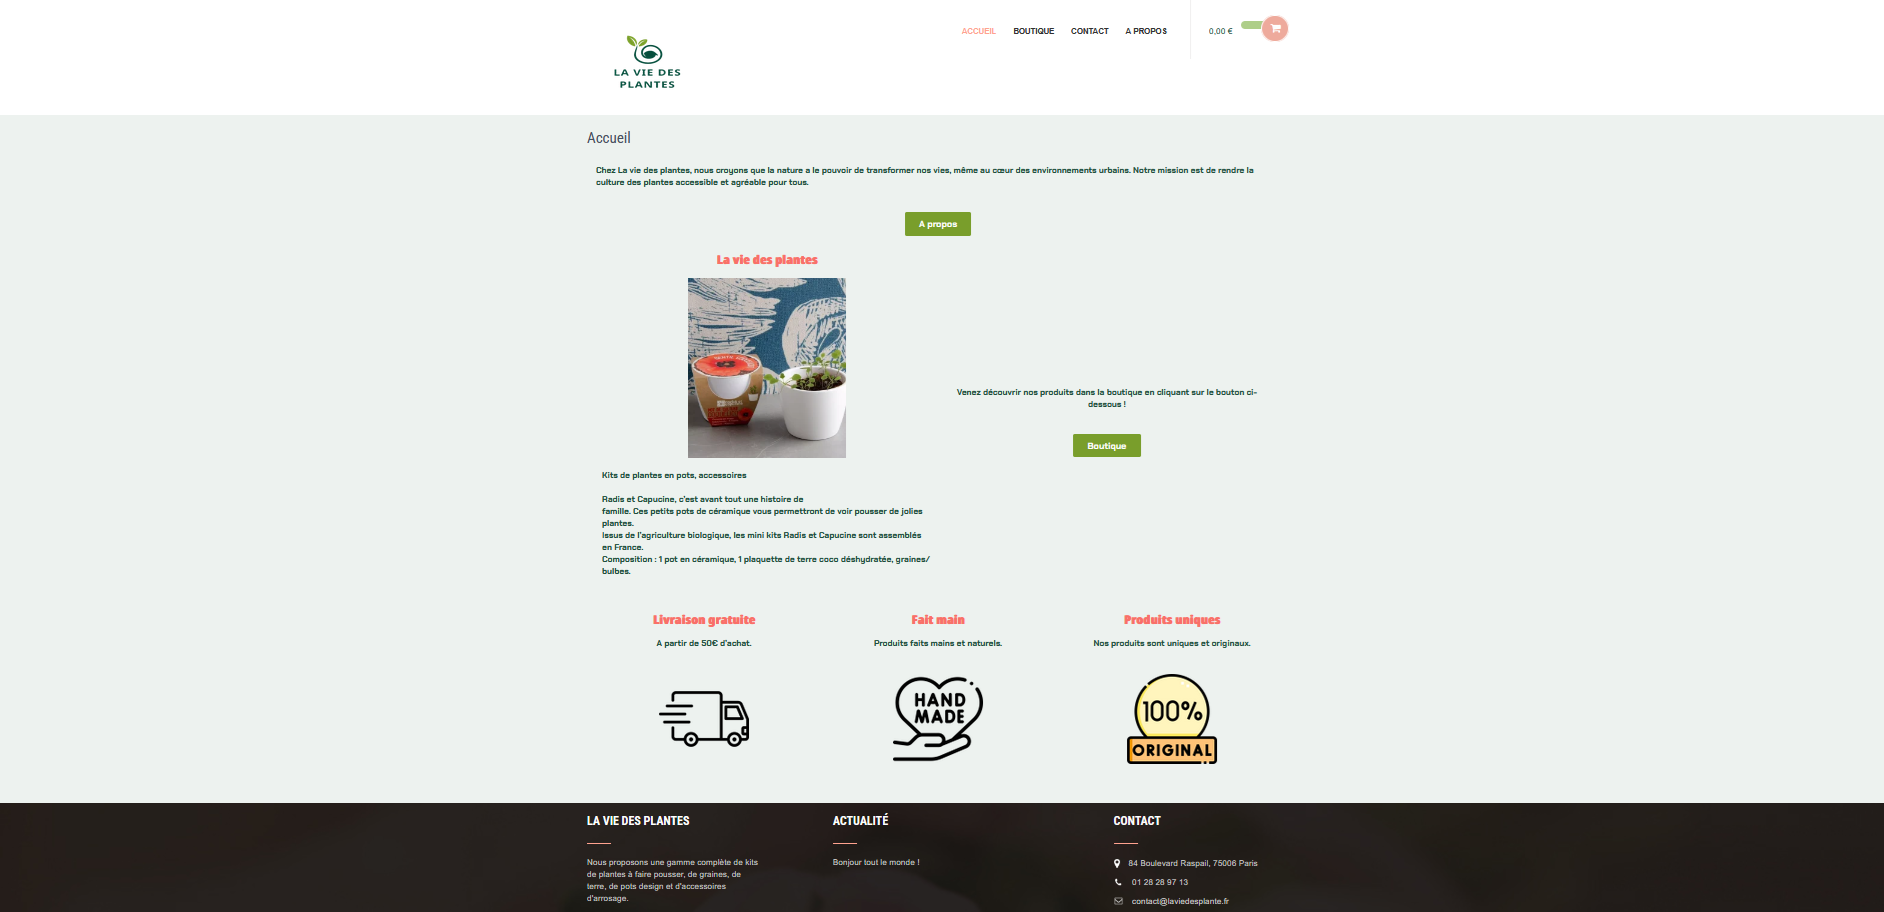 LA VIE DES
PLANTES
ACCUEIL BOUTIQUE CONTACT A PROPOS 0,00 €
Accueil
Chez La vie des plantes, nous croyons que la nature a le pouvoir de transformer nos vies, même au cœur des environnements urbains. Notre mission est de rendre la
culture des plantes accessible et agréable pour tous.
A propos
La vie des plantes
Venez découvrir nos produits dans la boutique en cliquant sur le bouton ci-
dessous !
Boutique
Kits de plantes en pots, accessoires
Radis et Capucine, c'est avant tout une histoire de
famille. Ces petits pots de céramique vous permettront de voir pousser de jolies
plantes.
Issus de l'agriculture biologique, les mini kits Radis et Capucine sont assemblés
en France.
Composition : 1 pot en céramique, 1 plaquette de terre coco déshydratée, graines/
bulbes.
Livraison gratuite
A partir de 50€ d'achat.
Fait main
Produits faits mains et naturels.
HAND
MADE
Produits uniques
Nos produits sont uniques et originaux.
100%
ORIGINAL
LA VIE DES PLANTES
Nous proposons une gamme complète de kits
de plantes à faire pousser, de graines, de
terre, de pots design et d'accessoires
d'arrosage.
ACTUALITÉ
Bonjour tout le monde !
CONTACT
84 Boulevard Raspail, 75006 Paris
01 28 28 97 13
contact@laviedesplante.fr